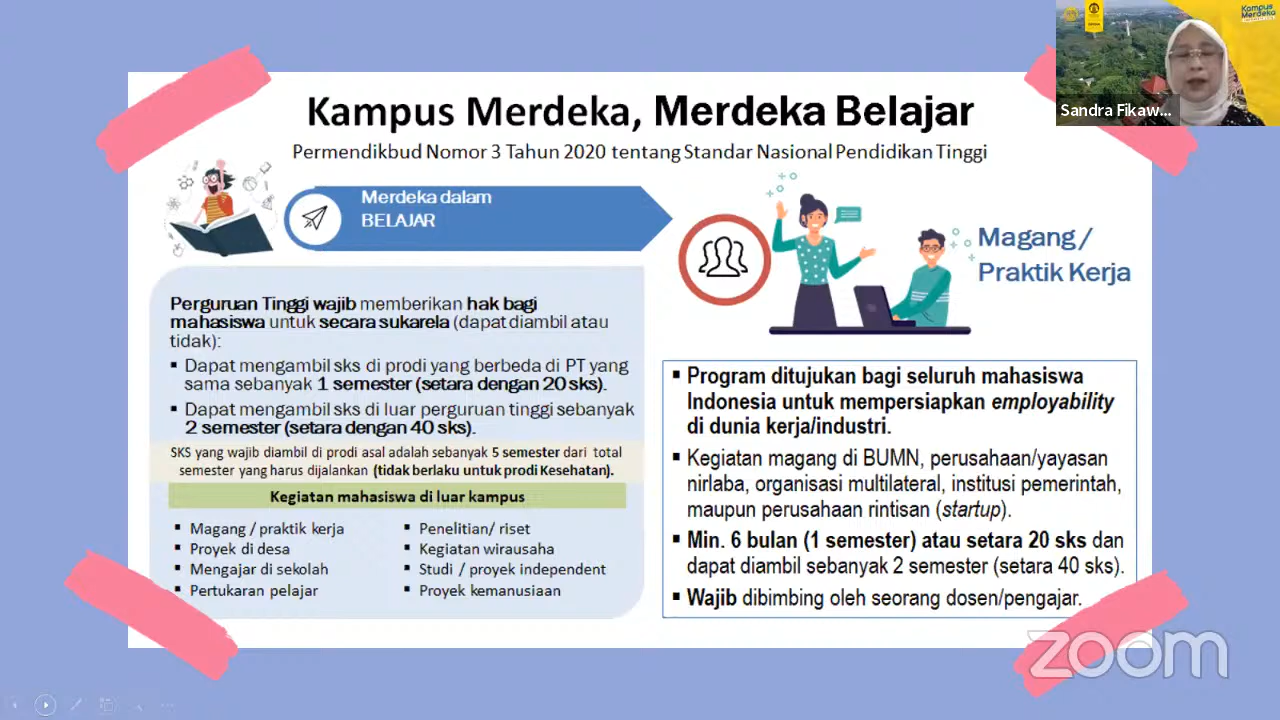 Kampus Merdeka, Merdeka Belajar
Permendikbud Nomor 3 Tahun 2020 tentang Standar Nasional Pendidikan Tinggi
Merdeka dalam
BELAJAR
Perguruan Tinggi wajib memberikan hak bagi
mahasiswa untuk secara sukarela (dapat diambil atau
tidak):
▪ Dapat mengambil sks di prodi yang berbeda di PT yang
sama sebanyak 1 semester (setara dengan 20 sks).
▪ Dapat mengambil sks di luar perguruan tinggi sebanyak
2 semester (setara dengan 40 sks).
SKS yang wajib diambil di prodi asal adalah sebanyak 5 semester dari total
semester yang harus dijalankan (tidak berlaku untuk prodi Kesehatan).
Kegiatan mahasiswa di luar kampus
▪ Magang / praktik kerja
▪ Proyek di desa
▪ Mengajar di sekolah
▪ Pertukaran pelajar
▪ Penelitian/ riset
▪ Kegiatan wirausaha
▪ Studi / proyek independent
▪ Proyek kemanusiaan
Magang /
Praktik Kerja
▪ Program ditujukan bagi seluruh mahasiswa
Indonesia untuk mempersiapkan employability
di dunia kerja/industri.
▪ Kegiatan magang di BUMN, perusahaan/yayasan
nirlaba, organisasi multilateral, institusi pemerintah,
maupun perusahaan rintisan (startup).
▪ Min. 6 bulan (1 semester) atau setara 20 sks dan
dapat diambil sebanyak 2 semester (setara 40 sks).
▪ Wajib dibimbing oleh seorang dosen/pengajar.
Kampus
Merdeka
Sandra Fikaw...
zoom